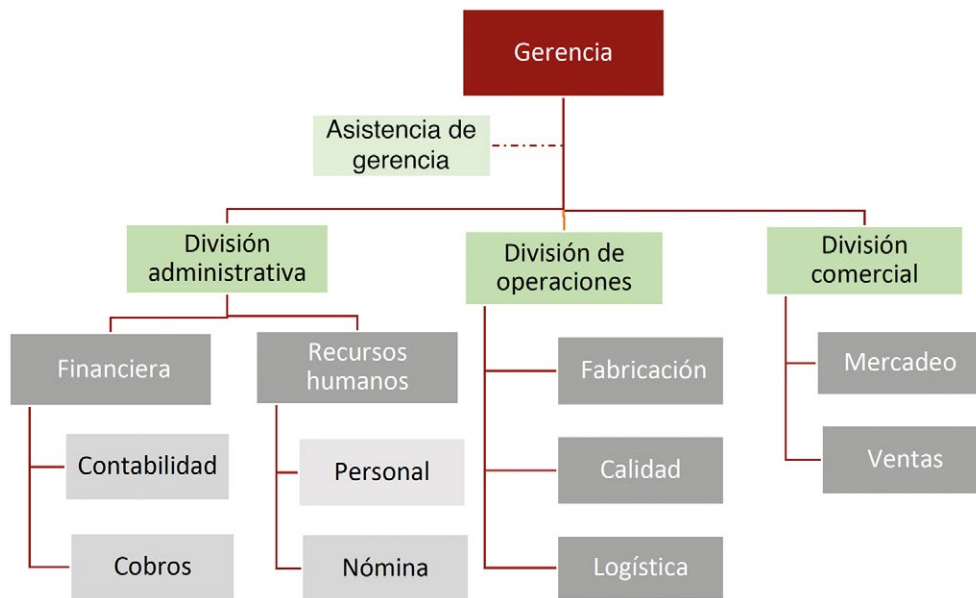 Gerencia
Asistencia de
gerencia
División
administrativa
División de
operaciones
División
comercial
Financiera
Recursos
humanos
Fabricación
Mercadeo
Contabilidad
Personal
Calidad
Ventas
Cobros
Nómina
Logística